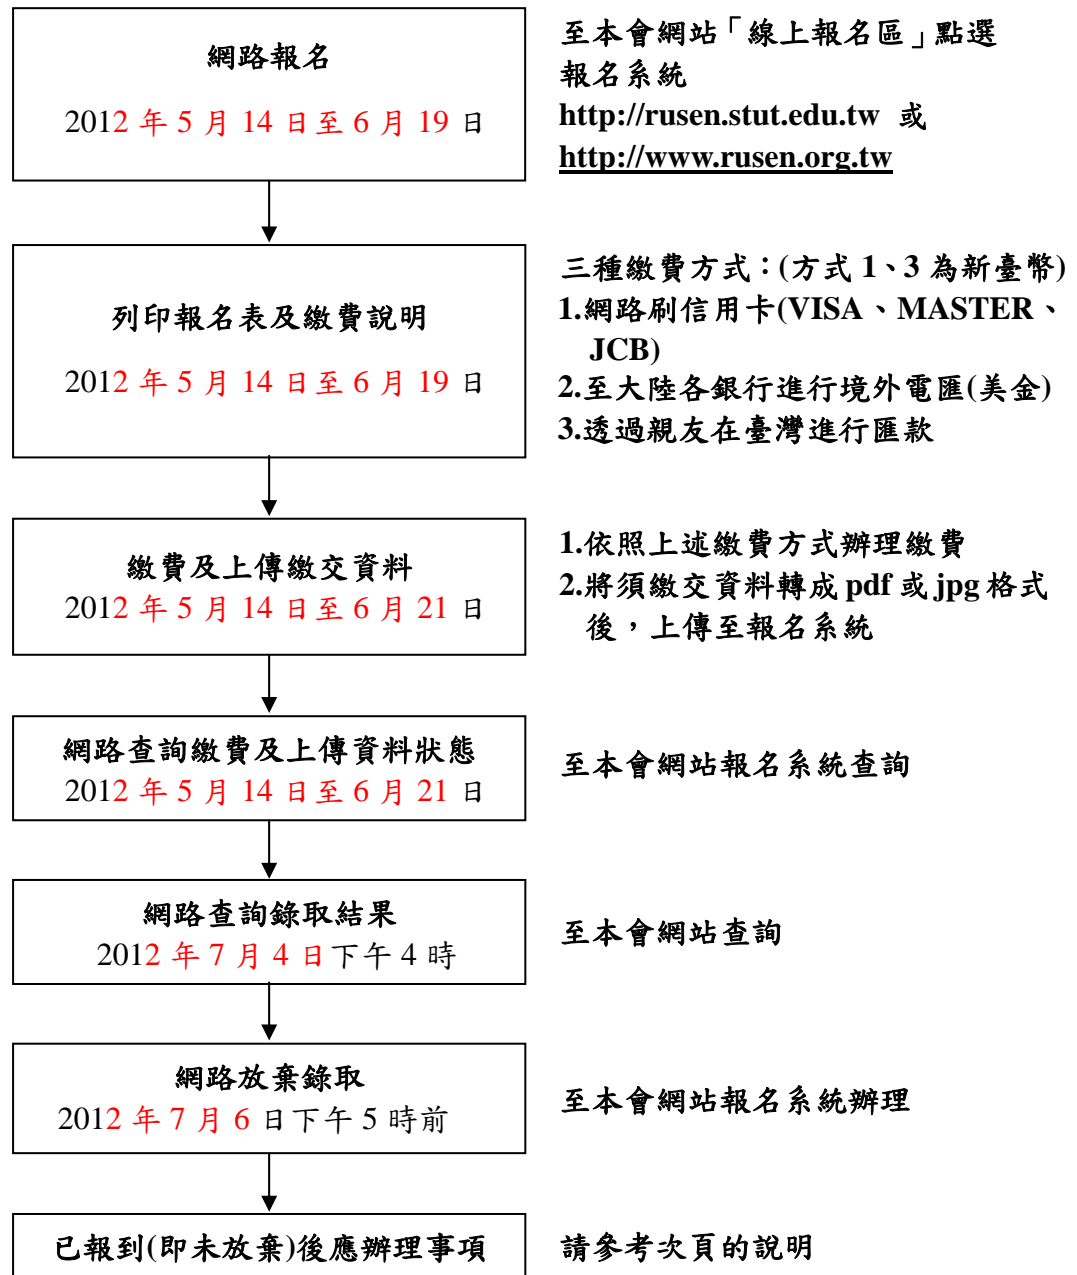 網路報名
2012 年 5 月 14 日至 6 月 19 日
至本會網站「線上報名區」點選
報名系統
http://rusen.stut.edu.tw 或
http://www.rusen.org.tw
列印報名表及繳費說明
2012 年 5 月 14 日至 6 月 19 日
三種繳費方式：(方式 1、3 為新臺幣)
1.網路刷信用卡(VISA、MASTER、
JCB)
2.至大陸各銀行進行境外電匯(美金)
3.透過親友在臺灣進行匯款
繳費及上傳繳交資料
2012 年 5 月 14 日至 6 月 21 日
1.依照上述繳費方式辦理繳費
2.將須繳交資料轉成 pdf 或 jpg 格式
後，上傳至報名系統
網路查詢繳費及上傳資料狀態
2012 年 5 月 14 日至 6 月 21 日
至本會網站報名系統查詢
網路查詢錄取結果
2012 年 7 月 4 日下午 4 時
至本會網站查詢
網路放棄錄取
2012 年 7 月 6 日下午 5 時前
至本會網站報名系統辦理
已報到(即未放棄)後應辦理事項
請參考次頁的說明